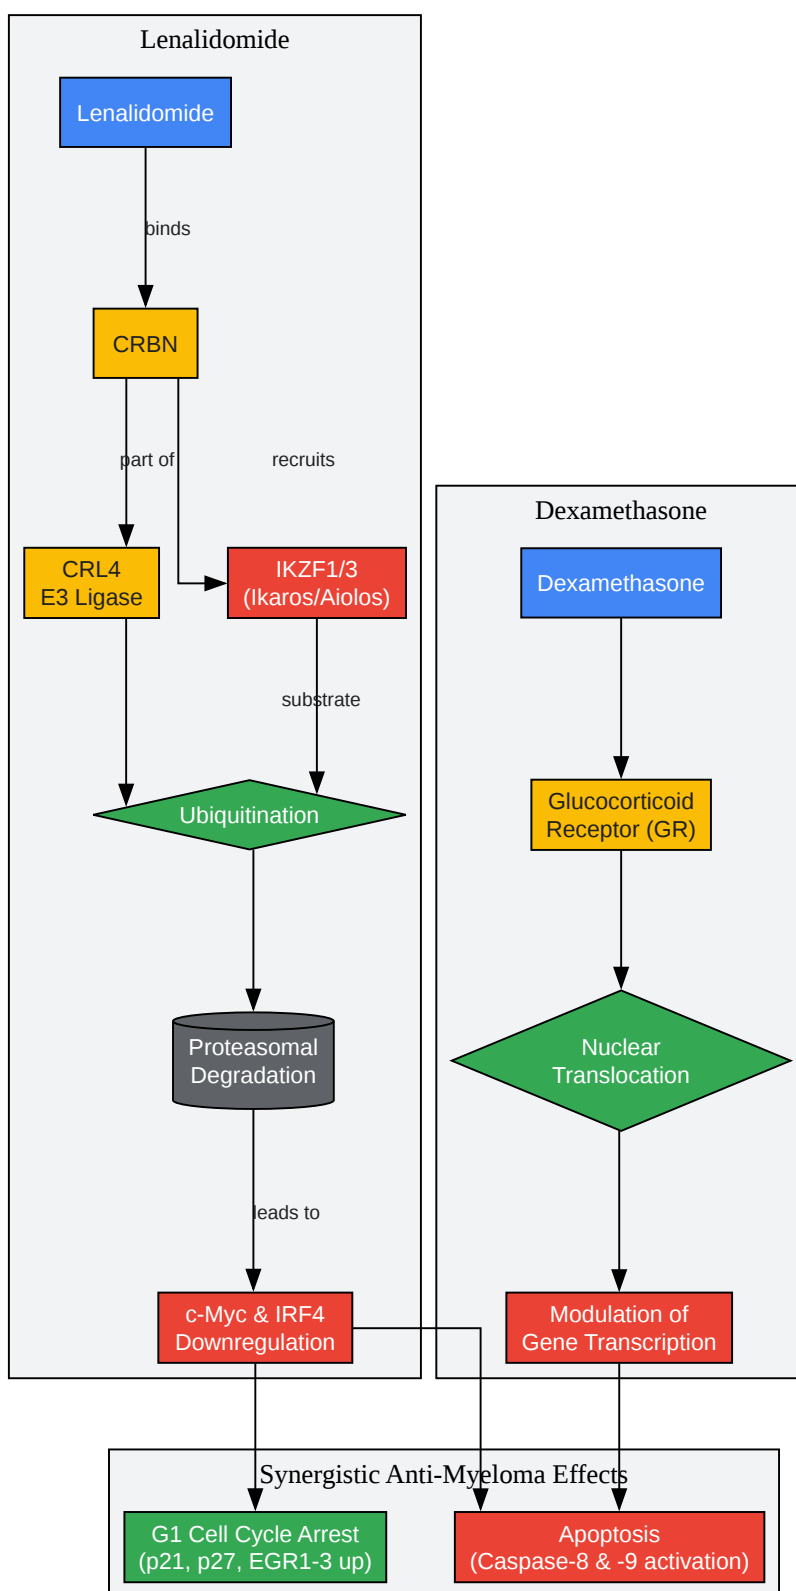 Lenalidomide
Lenalidomide
binds
CRBN
part of
recruits
CRL4
E3 Ligase
IKZF1/3
(Ikaros/Aiolos)
substrate
Ubiquitination
Proteasomal
Degradation
leads to
c-Myc & IRF4
Downregulation
Dexamethasone
Dexamethasone
Glucocorticoid
Receptor (GR)
Nuclear
Translocation
Modulation of
Gene Transcription
Synergistic Anti-Myeloma Effects
G1 Cell Cycle Arrest
(p21, p27, EGR1-3 up)
Apoptosis
(Caspase-8 & -9 activation)